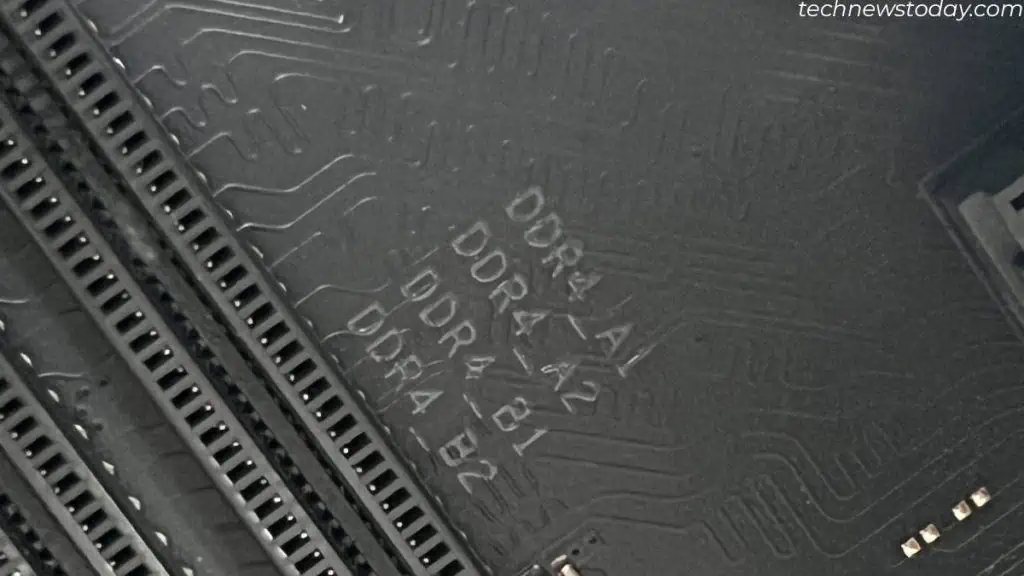 technewstoday.com
DDR4_A1
DDR4_A2
DDR4_B1
DDR4_B2